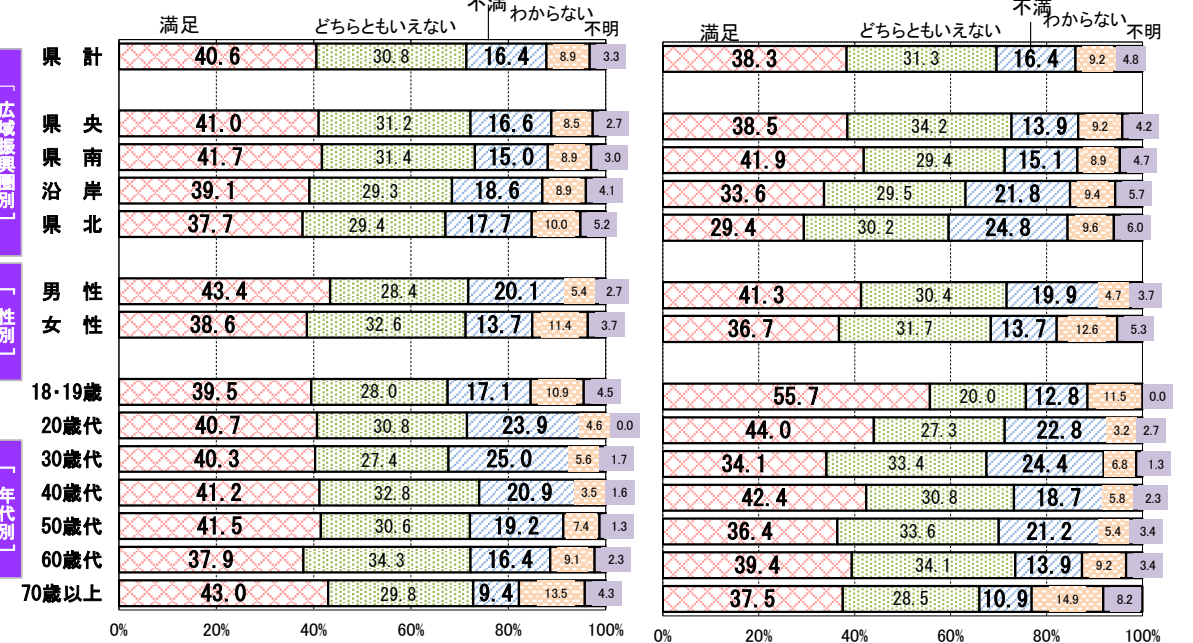 満足 どちらともいえない 不満 わからない 不明
満足 どちらともいえない 不満 わからない 不明
県 計 40.6 30.8 16.4 8.9 3.3 38.3 31.3 16.4 9.2 4.8
［広域振興圏別］
県 央 41.0 31.2 16.6 8.5 2.7 38.5 34.2 13.9 9.2 4.2
県 南 41.7 31.4 15.0 8.9 3.0 41.9 29.4 15.1 8.9 4.7
沿 岸 39.1 29.3 18.6 8.9 4.1 33.6 29.5 21.8 9.4 5.7
県 北 37.7 29.4 17.7 10.0 5.2 29.4 30.2 24.8 9.6 6.0
［性別］
男 性 43.4 28.4 20.1 5.4 2.7 41.3 30.4 19.9 4.7 3.7
女 性 38.6 32.6 13.7 11.4 3.7 36.7 31.7 13.7 12.6 5.3
［年代別］
18・19歳 39.5 28.0 17.1 10.9 4.5 55.7 20.0 12.8 11.5 0.0
20歳代 40.7 30.8 23.9 4.6 0.0 44.0 27.3 22.8 3.2 2.7
30歳代 40.3 27.4 25.0 5.6 1.7 34.1 33.4 24.4 6.8 1.3
40歳代 41.2 32.8 20.9 3.5 1.6 42.4 30.8 18.7 5.8 2.3
50歳代 41.5 30.6 19.2 7.4 1.3 36.4 33.6 21.2 5.4 3.4
60歳代 37.9 34.3 16.4 9.1 2.3 39.4 34.1 13.9 9.2 3.4
70歳以上 43.0 29.8 9.4 13.5 4.3 37.5 28.5 10.9 14.9 8.2
0% 20% 40% 60% 80% 100% 0% 20% 40% 60% 80% 100%